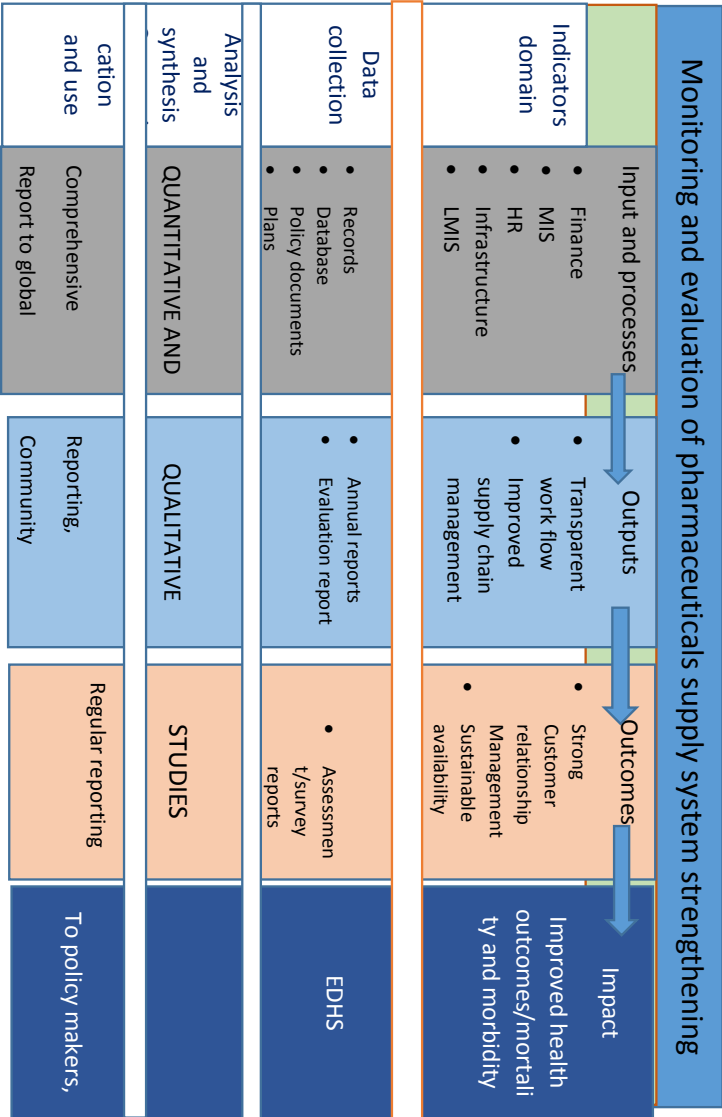 Monitoring and evaluation of pharmaceuticals supply system strengthening
Indicators
domain
Input and processes
• Finance
• MIS
• HR
• Infrastructure
• LMIS
Outputs
• Transparent
work flow
• Improved
supply chain
management
Outcomes
• Strong
Customer
relationship
Management
• Sustainable
availability
Impact
Improved health
outcomes/mortali
ty and morbidity
Data
collection
• Records
• Database
• Policy documents
• Plans
• Annual reports
• Evaluation report
• Assessmen
t/survey
reports
EDHS
Analysis
and
synthesis
QUANTITATIVE AND
QUALITATIVE
STUDIES
cation
and use
Comprehensive
Report to global
Reporting,
Community
Regular reporting
To policy makers,